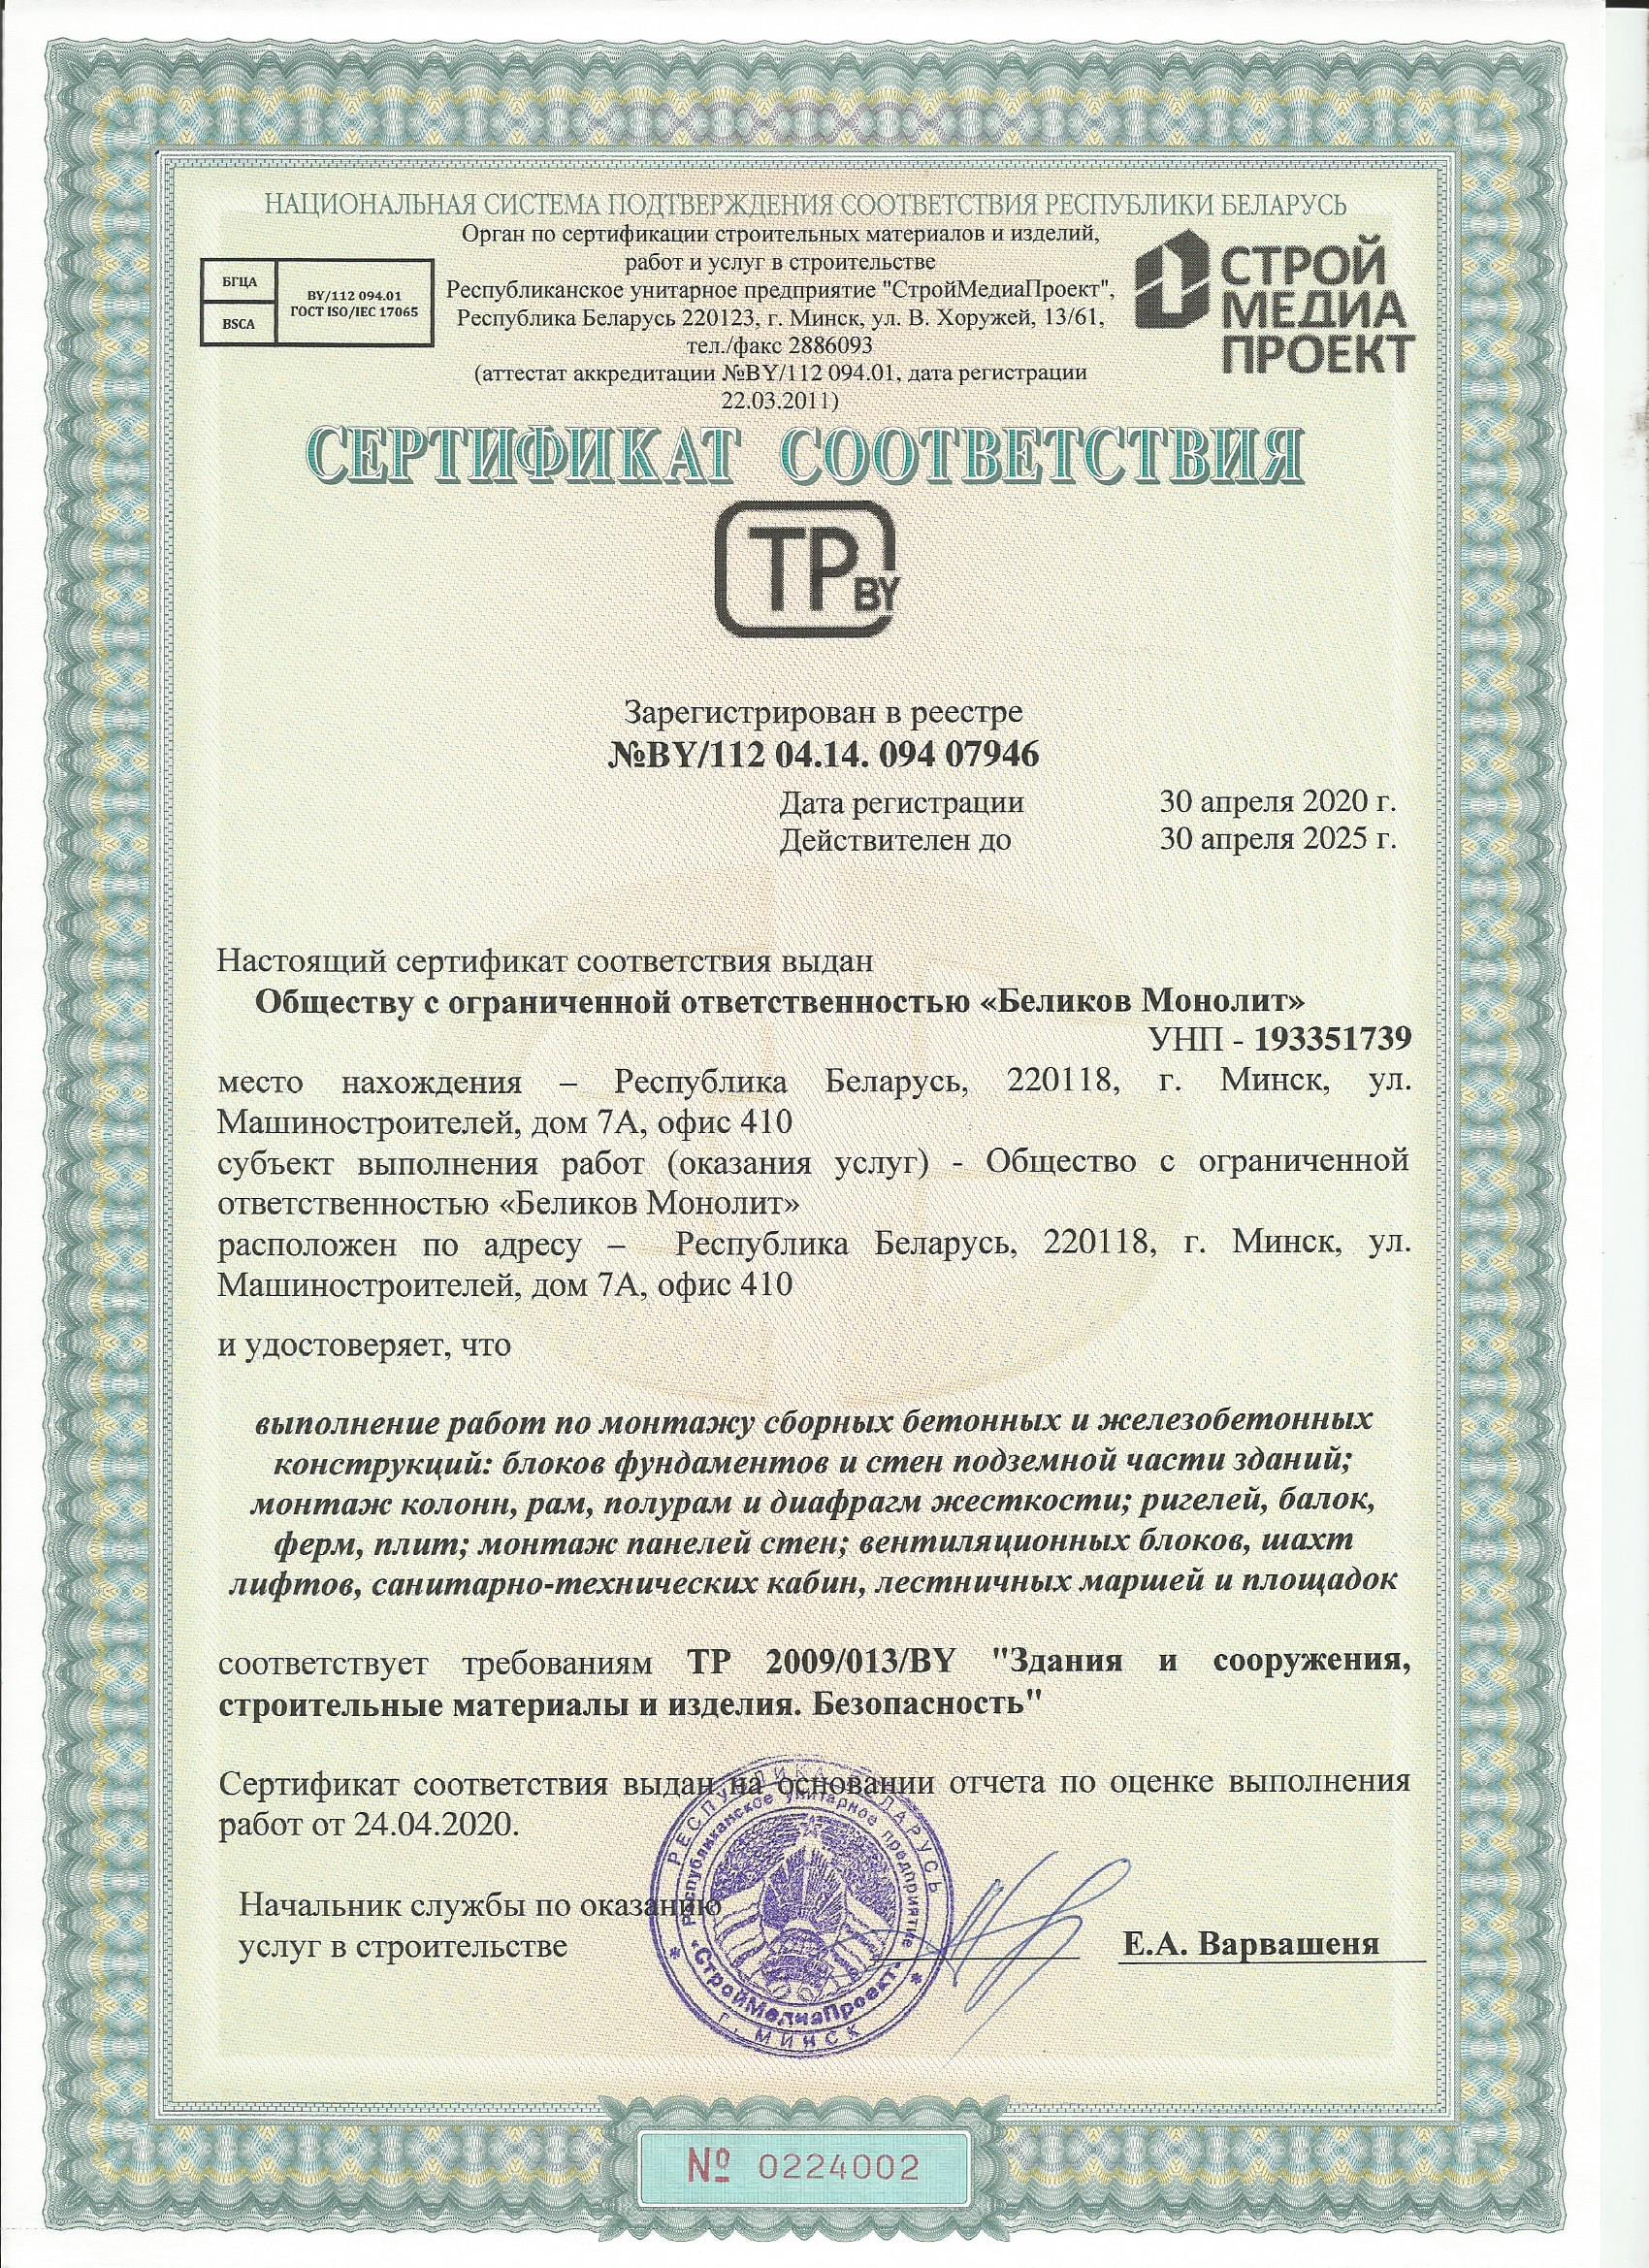 НАЦИОНАЛЬНАЯ СИСТЕМА ПОДТВЕРЖДЕНИЯ СООТВЕТСТВИЯ РЕСПУБЛИКИ БЕЛАРУСЬ
Орган по сертификации строительных материалов и изделий,
работ и услуг в строительстве
Республиканское унитарное предприятие "СтройМедиаПроект",
Республика Беларусь 220123, г. Минск, ул. В. Хоружей, 13/61,
тел./факс 2886093
(аттестат аккредитации №BY/112 094.01, дата регистрации
22.03.2011)
БГЦА
BSCA
BY/112 094.01
ГОСТ ISO/IEC 17065
СТРОЙ
МЕДИА
ПРОЕКТ
СЕРТИФИКАТ СООТВЕТСТВИЯ
ТР BY
Зарегистрирован в реестре
№BY/112 04.14. 094 07946
Дата регистрации 30 апреля 2020 г.
Действителен до 30 апреля 2025 г.
Настоящий сертификат соответствия выдан
Обществу с ограниченной ответственностью «Беликов Монолит»
УНП - 193351739
место нахождения – Республика Беларусь, 220118, г. Минск, ул.
Машиностроителей, дом 7А, офис 410
субъект выполнения работ (оказания услуг) - Общество с ограниченной
ответственностью «Беликов Монолит»
расположен по адресу – Республика Беларусь, 220118, г. Минск, ул.
Машиностроителей, дом 7А, офис 410
и удостоверяет, что
выполнение работ по монтажу сборных бетонных и железобетонных
конструкций: блоков фундаментов и стен подземной части зданий;
монтаж колонн, рам, полурам и диафрагм жесткости; ригелей, балок,
ферм, плит; монтаж панелей стен; вентиляционных блоков, шахт
лифтов, санитарно-технических кабин, лестничных маршей и площадок
соответствует требованиям ТР 2009/013/BY "Здания и сооружения,
строительные материалы и изделия. Безопасность"
Сертификат соответствия выдан на основании отчета по оценке выполнения
работ от 24.04.2020.
Начальник службы по оказанию
услуг в строительстве
Е.А. Варвашеня
РЕСПУБЛИКА БЕЛАРУСЬ
Республиканское унитарное предприятие
«СтройМедиаПроект»
г. МИНСК
№ 0224002